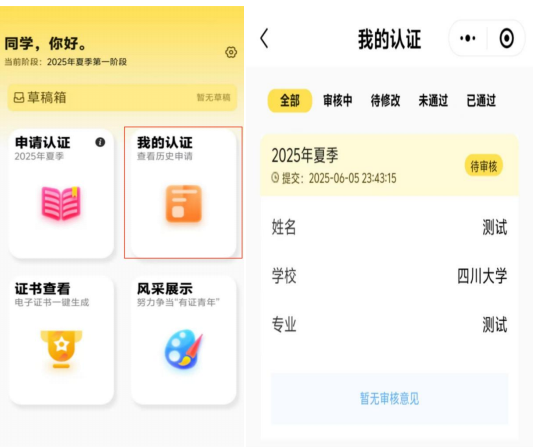 同学，你好。
当前阶段：2025年夏季第一阶段
草稿箱
暂无草稿
申请认证
2025年夏季
我的认证
查看历史申请
证书查看
电子证书一键生成
风采展示
努力争当“有证青年”
我的认证
全部 审核中 待修改 未通过 已通过
2025年夏季
提交：2025-06-05 23:43:15
待审核
姓名 测试
学校 四川大学
专业 测试
暂无审核意见